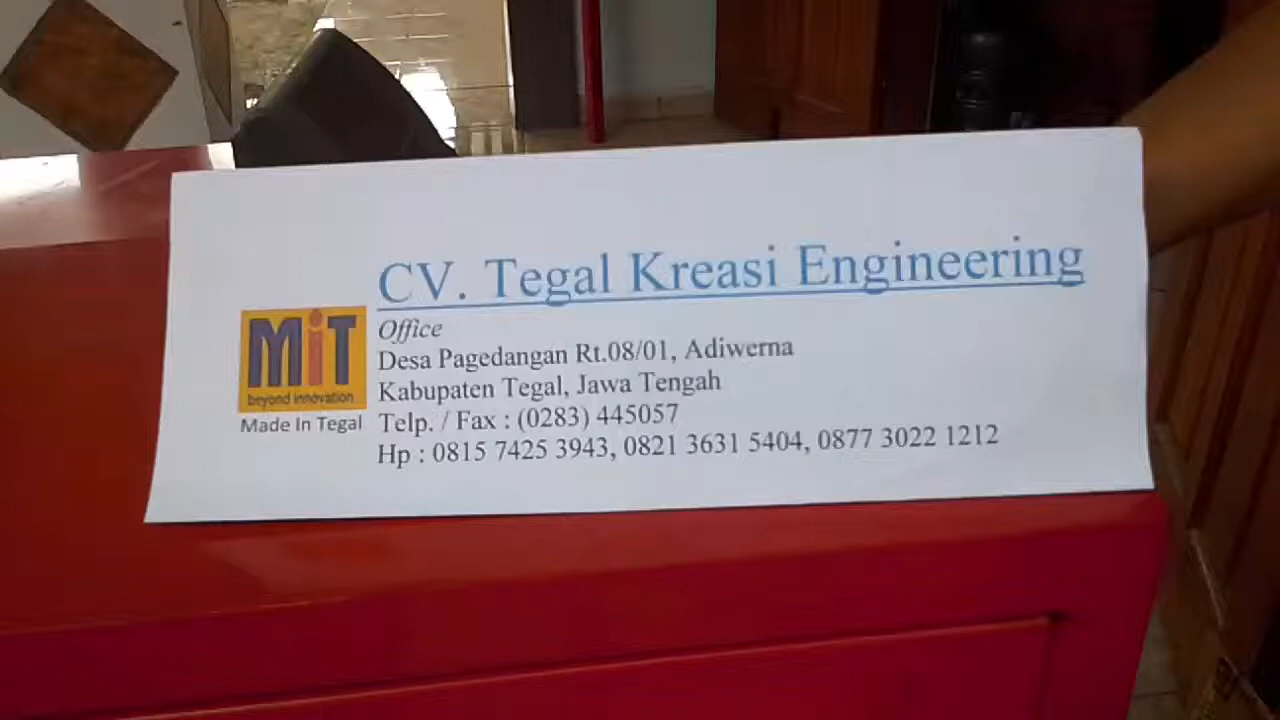 CV. Tegal Kreasi Engineering
MiT
beyond innovation
Made In Tegal
Office
Desa Pagedangan Rt.08/01, Adiwerna
Kabupaten Tegal, Jawa Tengah
Telp. / Fax : (0283) 445057
Hp : 0815 7425 3943, 0821 3631 5404, 0877 3022 1212